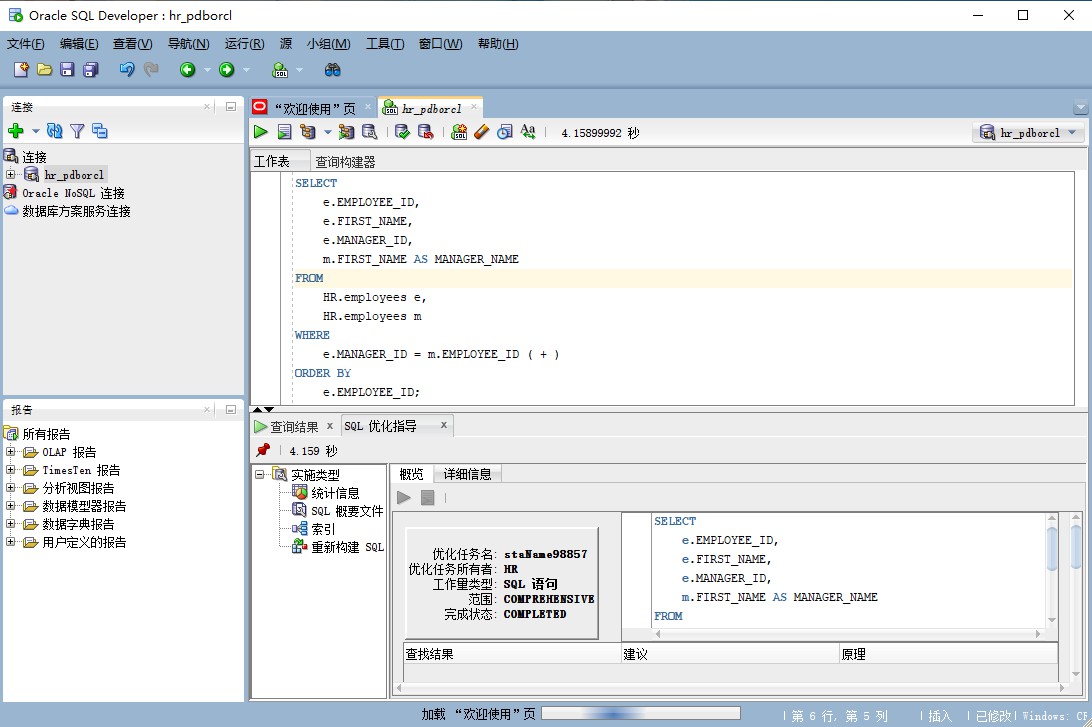 Oracle SQL Developer : hr_pdborcl
文件(F) 编辑(E) 查看(V) 导航(N) 运行(R) 源 小组(M) 工具(T) 窗口(W) 帮助(H)
连接
连接
hr_pdborcl
Oracle NoSQL 连接
数据库方案服务连接
报告
所有报告
OLAP 报告
TimesTen 报告
分析视图报告
数据模型器报告
数据字典报告
用户定义的报告
“欢迎使用”页 hr_pdborcl
4.15899992 秒
hr_pdborcl
工作表 查询构建器
SELECT
e.EMPLOYEE_ID,
e.FIRST_NAME,
e.MANAGER_ID,
m.FIRST_NAME AS MANAGER_NAME
FROM
HR.employees e,
HR.employees m
WHERE
e.MANAGER_ID = m.EMPLOYEE_ID ( + )
ORDER BY
e.EMPLOYEE_ID;
查询结果 x SQL 优化指导 x
4.159 秒
实施类型
统计信息
SQL 概要文件
索引
重新构建 SQL
概览 详细信息
优化任务名: staName98857
优化任务所有者: HR
工作量类型: SQL 语句
范围: COMPREHENSIVE
完成状态: COMPLETED
SELECT
e.EMPLOYEE_ID,
e.FIRST_NAME,
e.MANAGER_ID,
m.FIRST_NAME AS MANAGER_NAME
FROM
查找结果 建议 原理
加载 “欢迎使用”页
第 6 行, 第 5 列 插入 已修改 Windows: CR